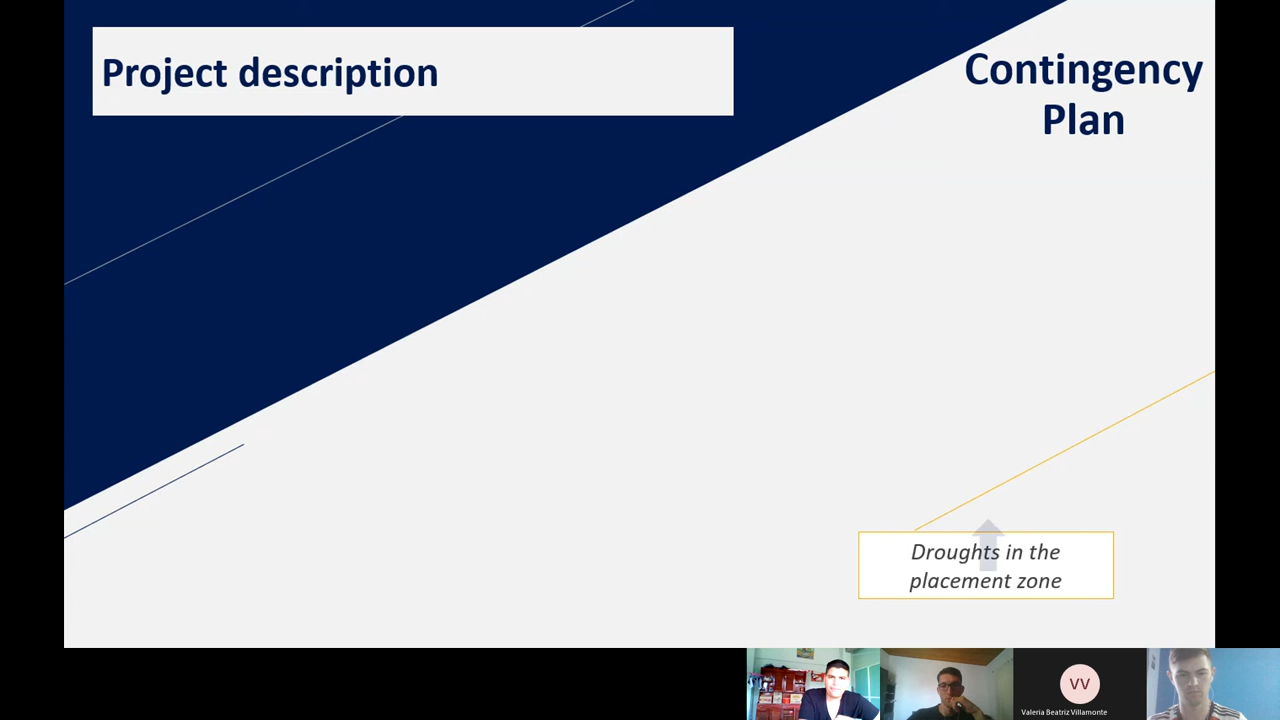 Project description
Contingency
Plan
Droughts in the
placement zone
VV
Valeria Beatriz Villamonte